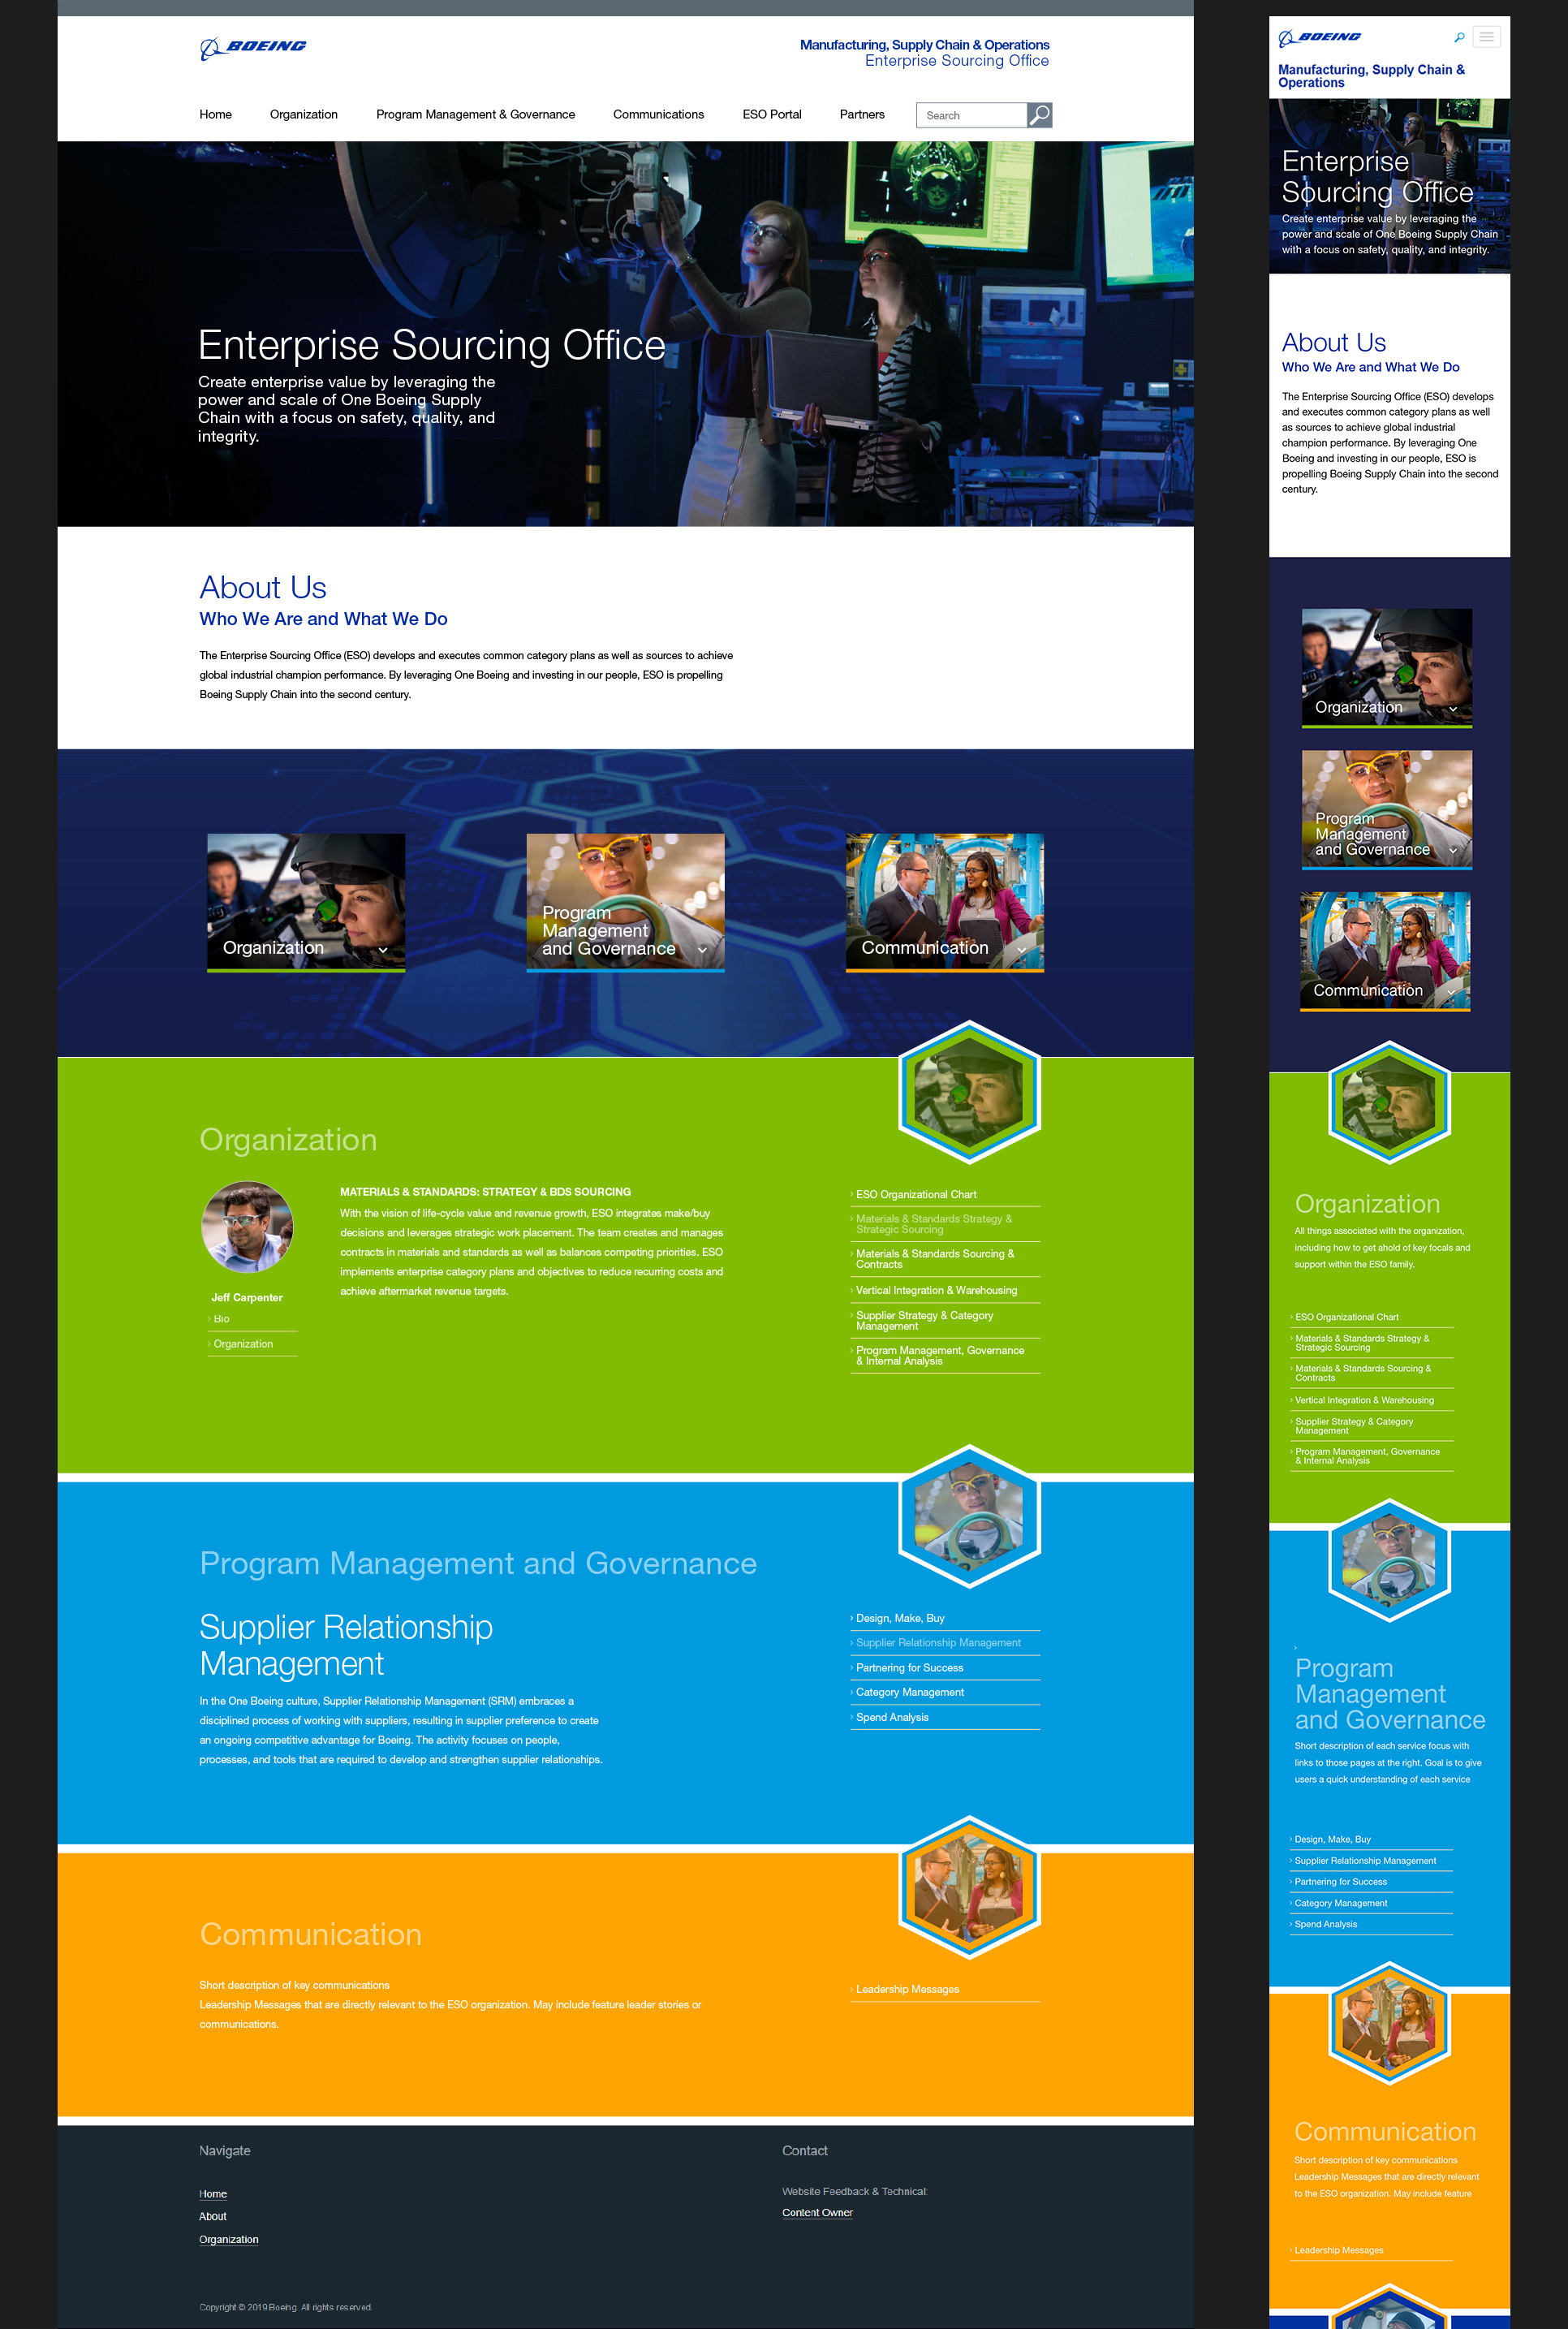 BOEING
Manufacturing, Supply Chain & Operations
Enterprise Sourcing Office
Home
Organization
Program Management & Governance
Communications
ESO Portal
Partners
Search
Enterprise Sourcing Office
Create enterprise value by leveraging the
power and scale of One Boeing Supply
Chain with a focus on safety, quality, and
integrity.
About Us
Who We Are and What We Do
The Enterprise Sourcing Office (ESO) develops and executes common category plans as well as sources to achieve
global industrial champion performance. By leveraging One Boeing and investing in our people, ESO is propelling
Boeing Supply Chain into the second century.
Organization
Program
Management
and Governance
Communication
Organization
Jeff Carpenter
Bio
Organization
MATERIALS & STANDARDS: STRATEGY & BDS SOURCING
With the vision of life-cycle value and revenue growth, ESO integrates make/buy
decisions and leverages strategic work placement. The team creates and manages
contracts in materials and standards as well as balances competing priorities. ESO
implements enterprise category plans and objectives to reduce recurring costs and
achieve aftermarket revenue targets.
ESO Organizational Chart
Materials & Standards Strategy &
Strategic Sourcing
Materials & Standards Sourcing &
Contracts
Vertical Integration & Warehousing
Supplier Strategy & Category
Management
Program Management, Governance
& Internal Analysis
Program Management and Governance
Supplier Relationship
Management
In the One Boeing culture, Supplier Relationship Management (SRM) embraces a
disciplined process of working with suppliers, resulting in supplier preference to create
an ongoing competitive advantage for Boeing. The activity focuses on people,
processes, and tools that are required to develop and strengthen supplier relationships.
Design, Make, Buy
Supplier Relationship Management
Partnering for Success
Category Management
Spend Analysis
Communication
Short description of key communications
Leadership Messages that are directly relevant to the ESO organization. May include feature leader stories or
communications.
Leadership Messages
Navigate
Home
About
Organization
Contact
Website Feedback & Technical:
Content Owner
Copyright © 2019 Boeing. All rights reserved.
BOEING
Manufacturing, Supply Chain &
Operations
Enterprise
Sourcing Office
Create enterprise value by leveraging the
power and scale of One Boeing Supply Chain
with a focus on safety, quality, and integrity.
About Us
Who We Are and What We Do
The Enterprise Sourcing Office (ESO) develops
and executes common category plans as well
as sources to achieve global industrial
champion performance. By leveraging One
Boeing and investing in our people, ESO is
propelling Boeing Supply Chain into the second
century.
Organization
Program
Management
and Governance
Communication
Organization
All things associated with the organization,
including how to get ahold of key focals and
support within the ESO family.
ESO Organizational Chart
Materials & Standards Strategy &
Strategic Sourcing
Materials & Standards Sourcing &
Contracts
Vertical Integration & Warehousing
Supplier Strategy & Category
Management
Program Management, Governance
& Internal Analysis
Program
Management
and Governance
Short description of each service focus with
links to those pages at the right. Goal is to give
users a quick understanding of each service
Design, Make, Buy
Supplier Relationship Management
Partnering for Success
Category Management
Spend Analysis
Communication
Short description of key communications
Leadership Messages that are directly relevant
to the ESO organization. May include feature
Leadership Messages